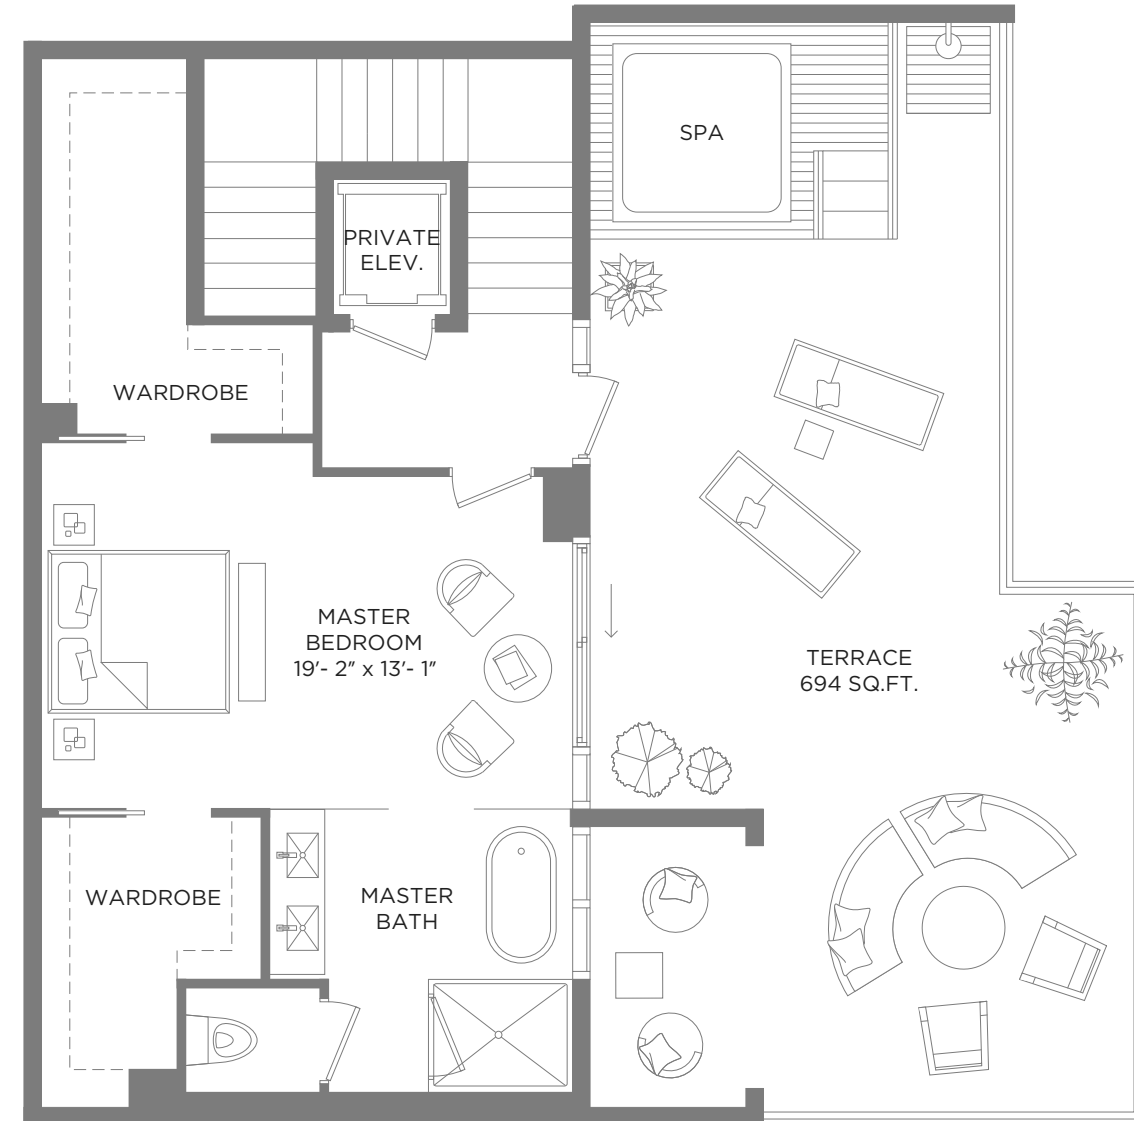 SPA
PRIVATE
ELEV.
WARDROBE
MASTER
BEDROOM
19'- 2" x 13'- 1"
TERRACE
694 SQ.FT.
WARDROBE
MASTER
BATH